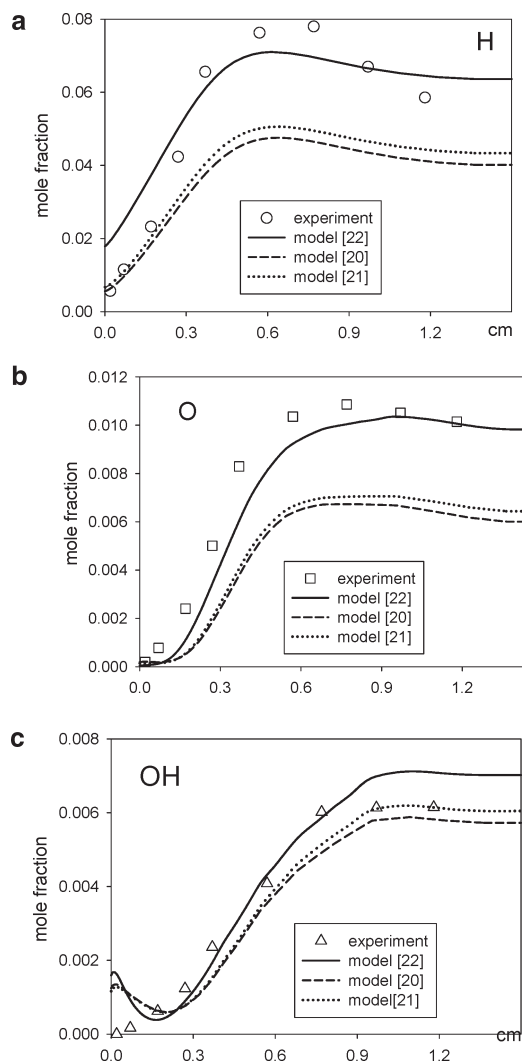 a
H
0.08
0.06
0.04
0.02
0.00
mole fraction
experiment
model [22]
model [20]
model [21]
0.0 0.3 0.6 0.9 1.2 cm
b
O
0.012
0.010
0.008
0.006
0.004
0.002
0.000
mole fraction
experiment
model [22]
model [20]
model [21]
0.0 0.3 0.6 0.9 1.2
c
OH
0.008
0.006
0.004
0.002
0.000
mole fraction
experiment
model [22]
model [20]
model[21]
0.0 0.3 0.6 0.9 1.2 cm